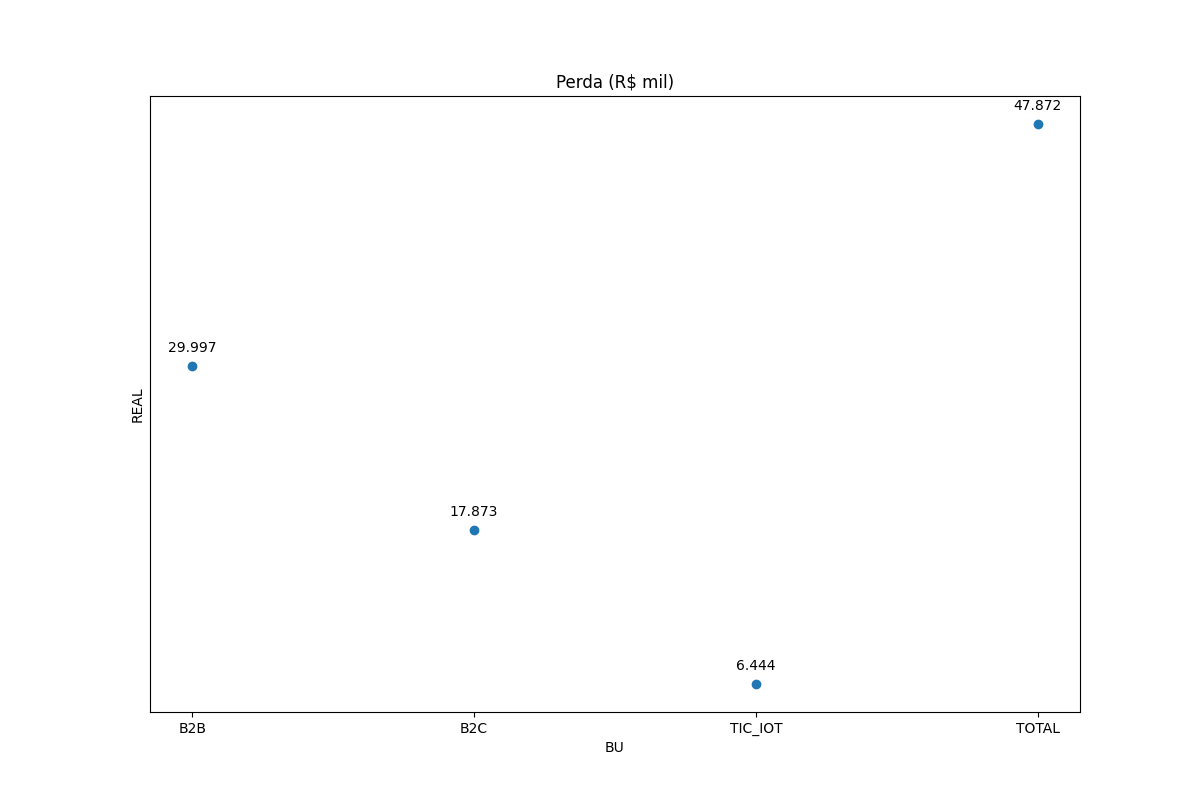 Perda (R$ mil)
47.872
29.997
REAL
17.873
6.444
B2B
B2C
TIC_IOT
TOTAL
BU